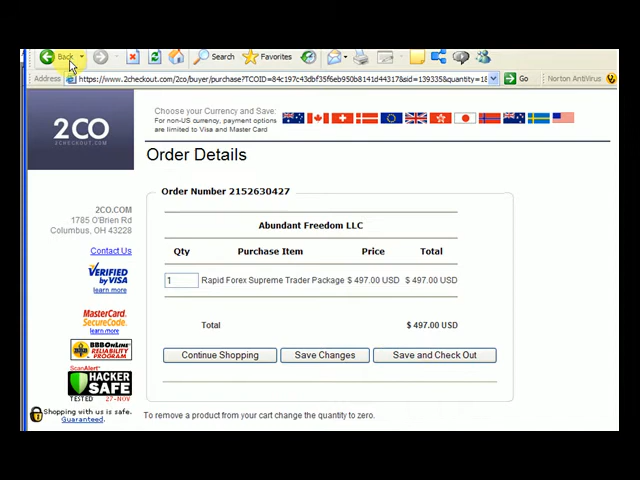 Back
Search
Favorites
Address
https://www.2checkout.com/2co/buyer/purchase?TCOID=84c197c43dbf35f6eb950b8141d44317&sid=139335&quantity=18
Go
Norton AntiVirus
2CO
2CHECKOUT.COM
Choose your Currency and Save:
For non-US currency, payment options
are limited to Visa and Master Card
Order Details
Order Number 2152630427
2CO.COM
1785 O'Brien Rd
Columbus, OH 43228
Contact Us
VERIFIED
by VISA
learn more
MasterCard.
SecureCode.
learn more
BBBOnLine
RELIABILITY
PROGRAM
ScanAlert
HACKER
SAFE
TESTED 27-NOV
Shopping with us is safe.
Guaranteed.
Abundant Freedom LLC
Qty Purchase Item Price Total
1 Rapid Forex Supreme Trader Package $ 497.00 USD $ 497.00 USD
Total $ 497.00 USD
Continue Shopping
Save Changes
Save and Check Out
To remove a product from your cart change the quantity to zero.